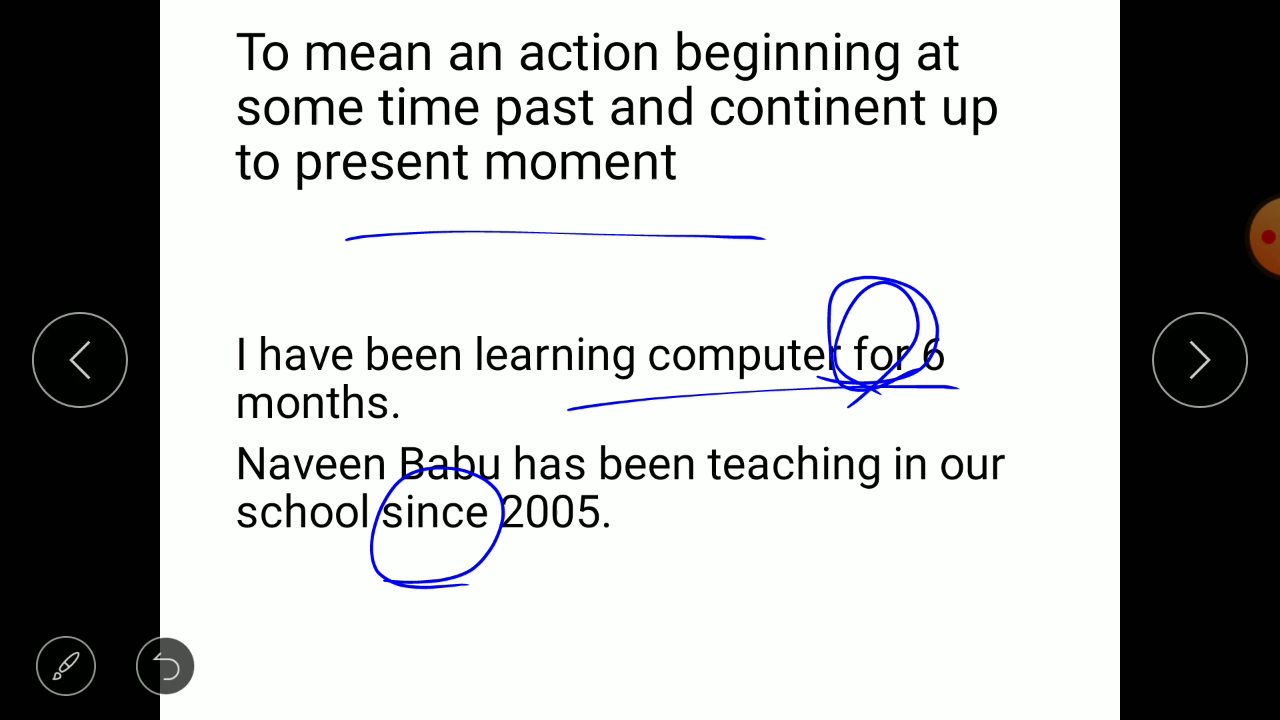 To mean an action beginning at
some time past and continent up
to present moment
I have been learning computer for 6
months.
Naveen Babu has been teaching in our
school since 2005.